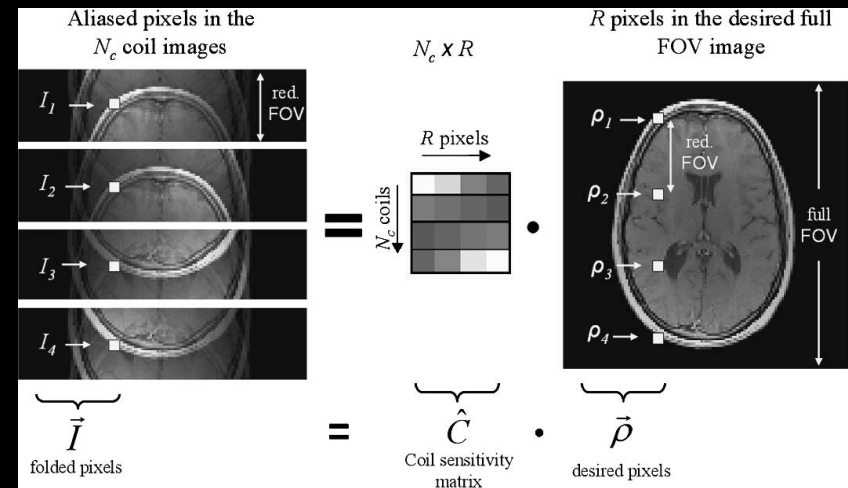 Aliased pixels in the
N_c coil images
N_c x R
R pixels in the desired full
FOV image
I_1
red.
FOV
I_2
I_3
I_4
R pixels
N_c coils
=
•
ρ_1
red.
FOV
ρ_2
full
FOV
ρ_3
ρ_4
I⃗ = Ĉ • ρ⃗
folded pixels
Coil sensitivity
matrix
desired pixels